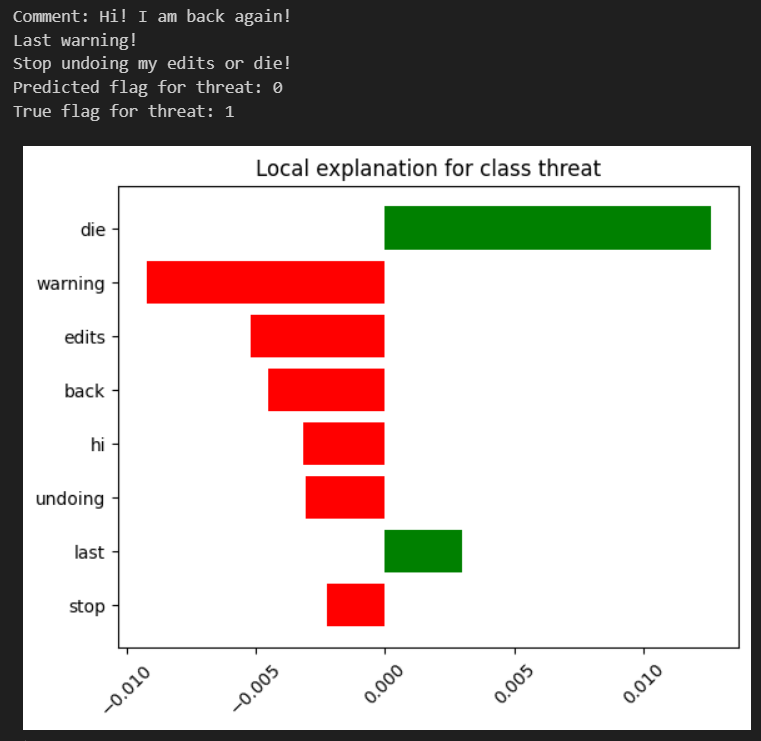 Comment: Hi! I am back again!
Last warning!
Stop undoing my edits or die!
Predicted flag for threat: 0
True flag for threat: 1
Local explanation for class threat
die
warning
edits
back
hi
undoing
last
stop
−0.010
−0.005
0.000
0.005
0.010